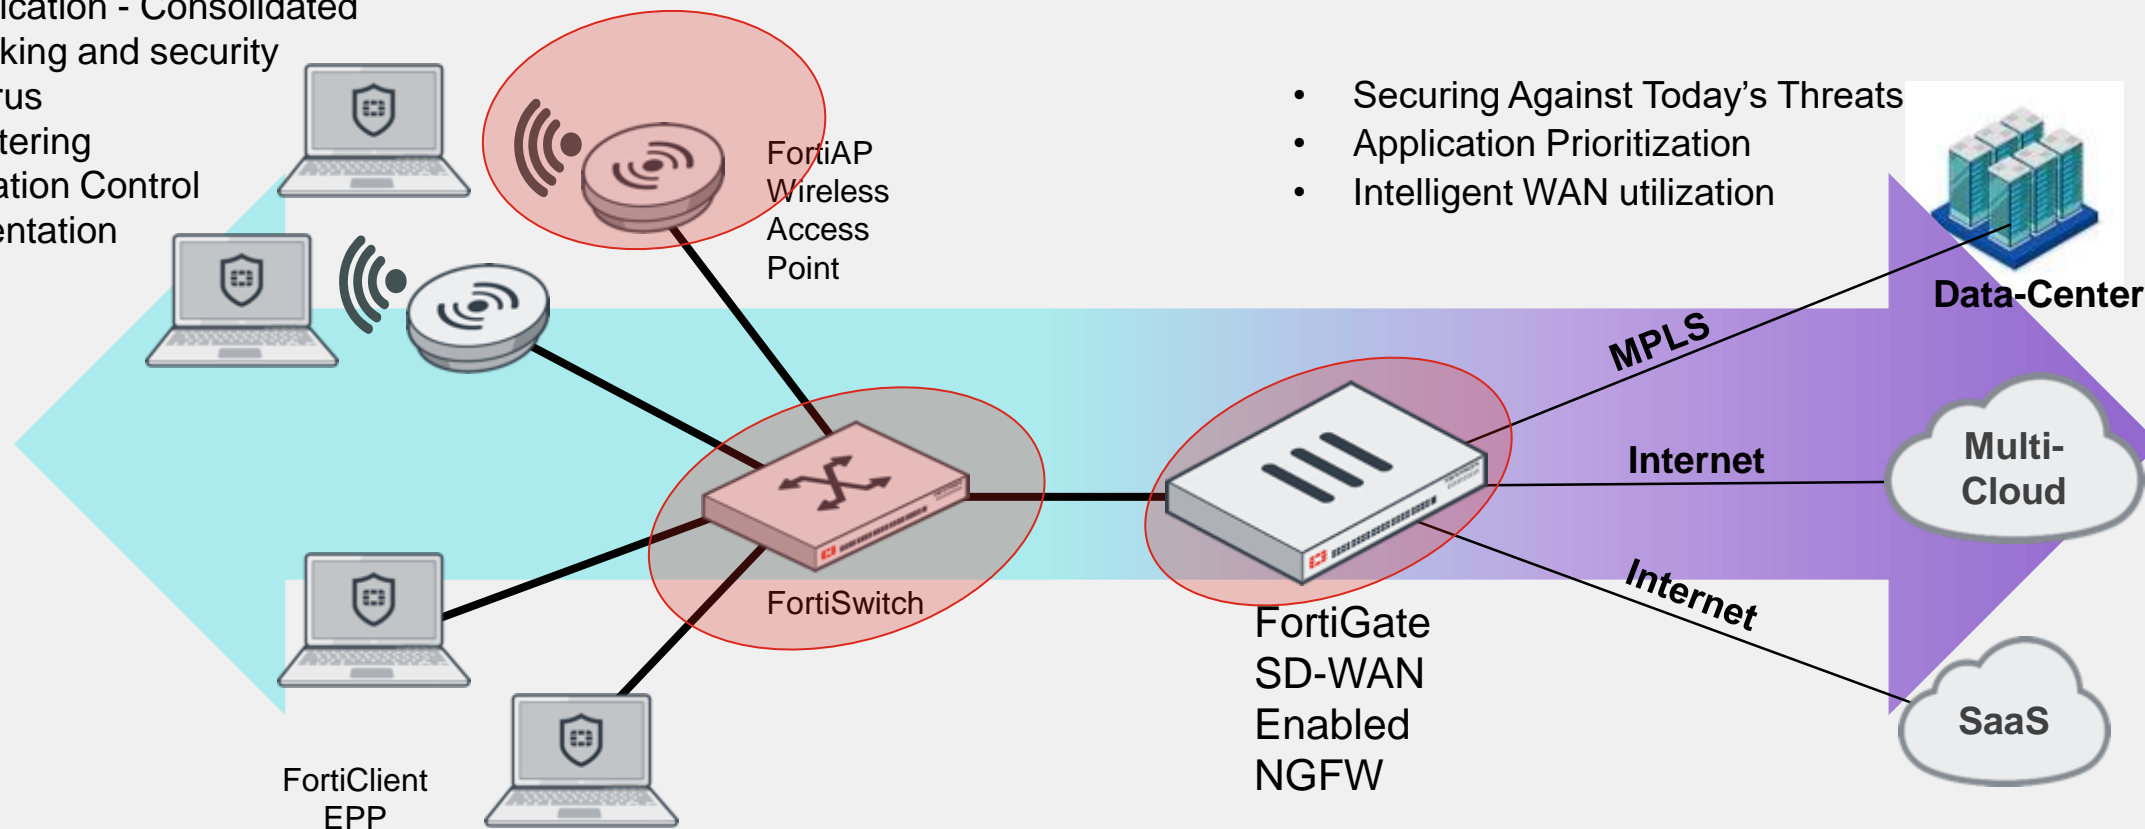 ication - Consolidated
king and security
rus
tering
ation Control
entation
FortiAP
Wireless
Access
Point
• Securing Against Today's Threats
• Application Prioritization
• Intelligent WAN utilization
Data-Center
MPLS
Internet
Multi-
Cloud
Internet
SaaS
FortiSwitch
FortiGate
SD-WAN
Enabled
NGFW
FortiClient
EPP